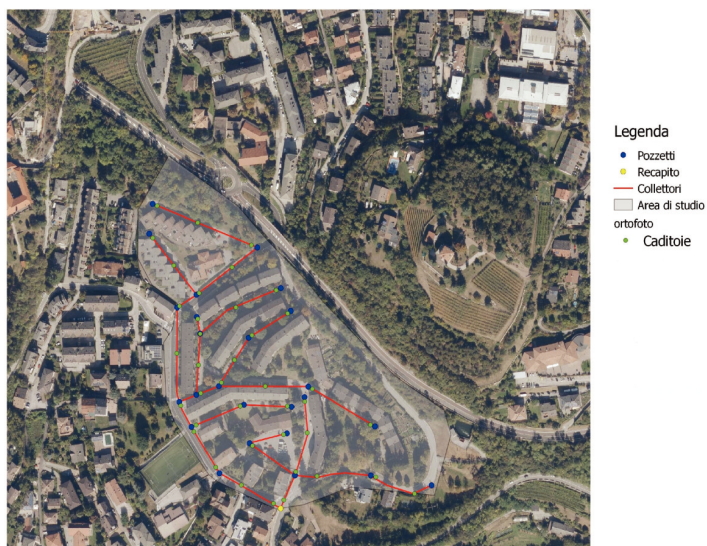 Legenda
Pozzetti
Recapito
Collettori
Area di studio
ortofoto
Caditoie